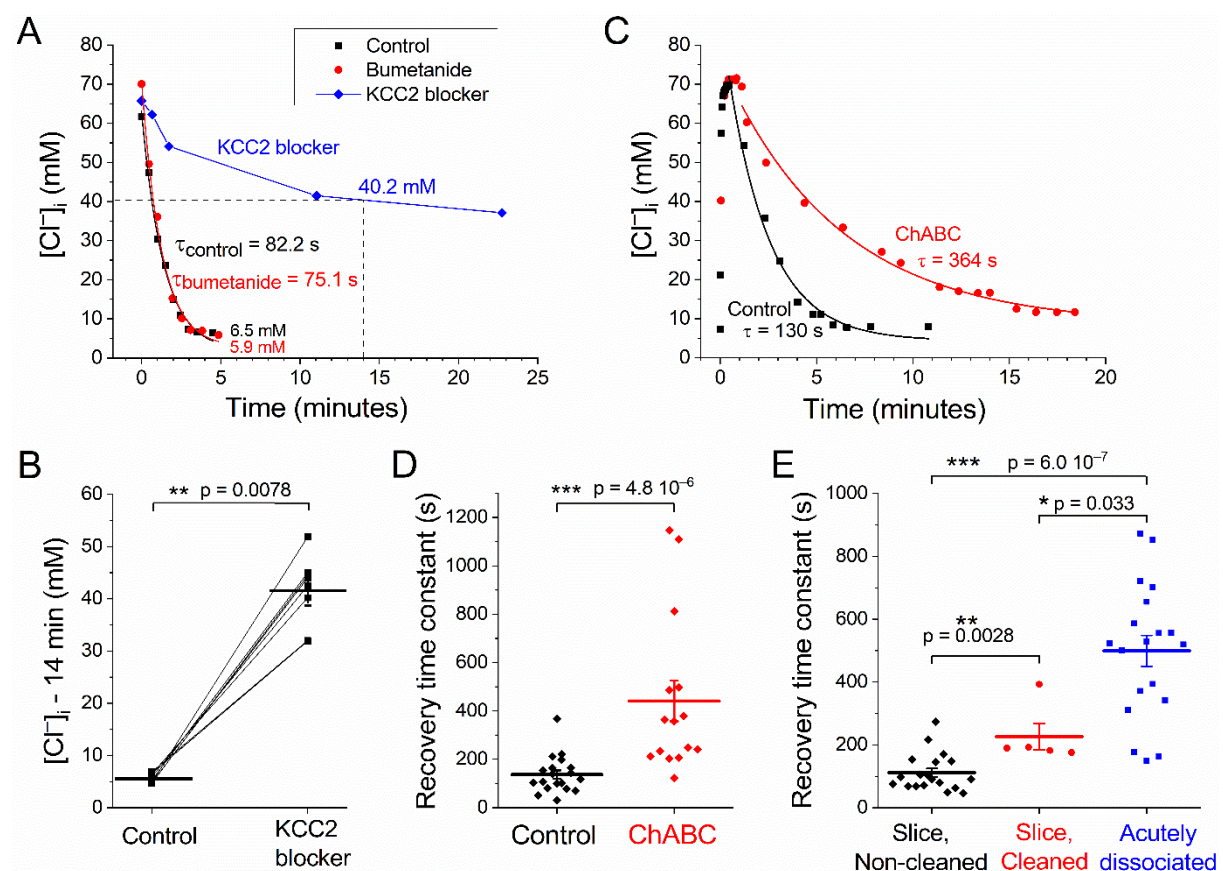 A
80
70
60
50
40
30
20
10
0
[Cl⁻]ᵢ (mM)
Control
Bumetanide
KCC2 blocker
KCC2 blocker
40.2 mM
τcontrol = 82.2 s
τbumetanide = 75.1 s
6.5 mM
5.9 mM
0 5 10 15 20 25
Time (minutes)
C
80
70
60
50
40
30
20
10
0
[Cl⁻]ᵢ (mM)
ChABC
τ = 364 s
Control
τ = 130 s
0 5 10 15 20
Time (minutes)
B
60
50
40
30
20
10
0
[Cl⁻]ᵢ - 14 min (mM)
** p = 0.0078
Control
KCC2
blocker
D
1200
1000
800
600
400
200
0
Recovery time constant (s)
*** p = 4.8 10⁻⁶
Control
ChABC
E
1000
800
600
400
200
0
Recovery time constant (s)
*** p = 6.0 10⁻⁷
* p = 0.033
**
p = 0.0028
Slice,
Non-cleaned
Slice,
Cleaned
Acutely
dissociated